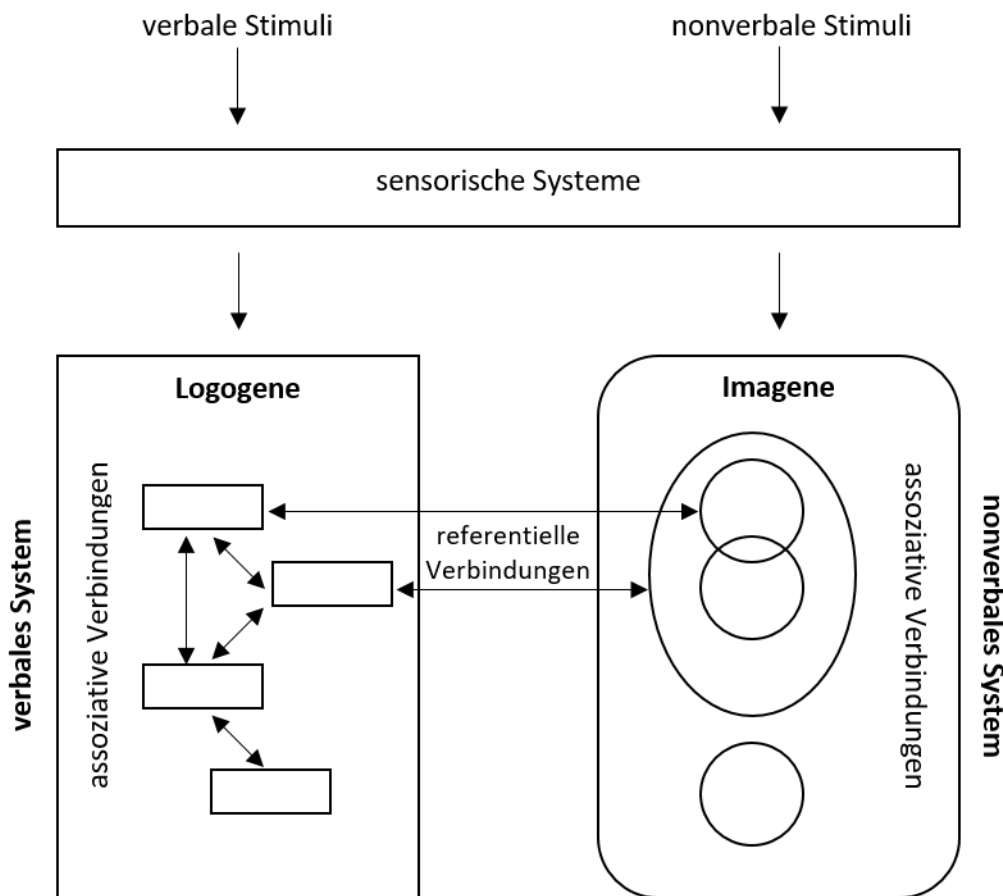 verbale Stimuli
nonverbale Stimuli
sensorische Systeme
Logogene
Imagene
verbales System
assoziative Verbindungen
referentielle
Verbindungen
assoziative Verbindungen
nonverbales System